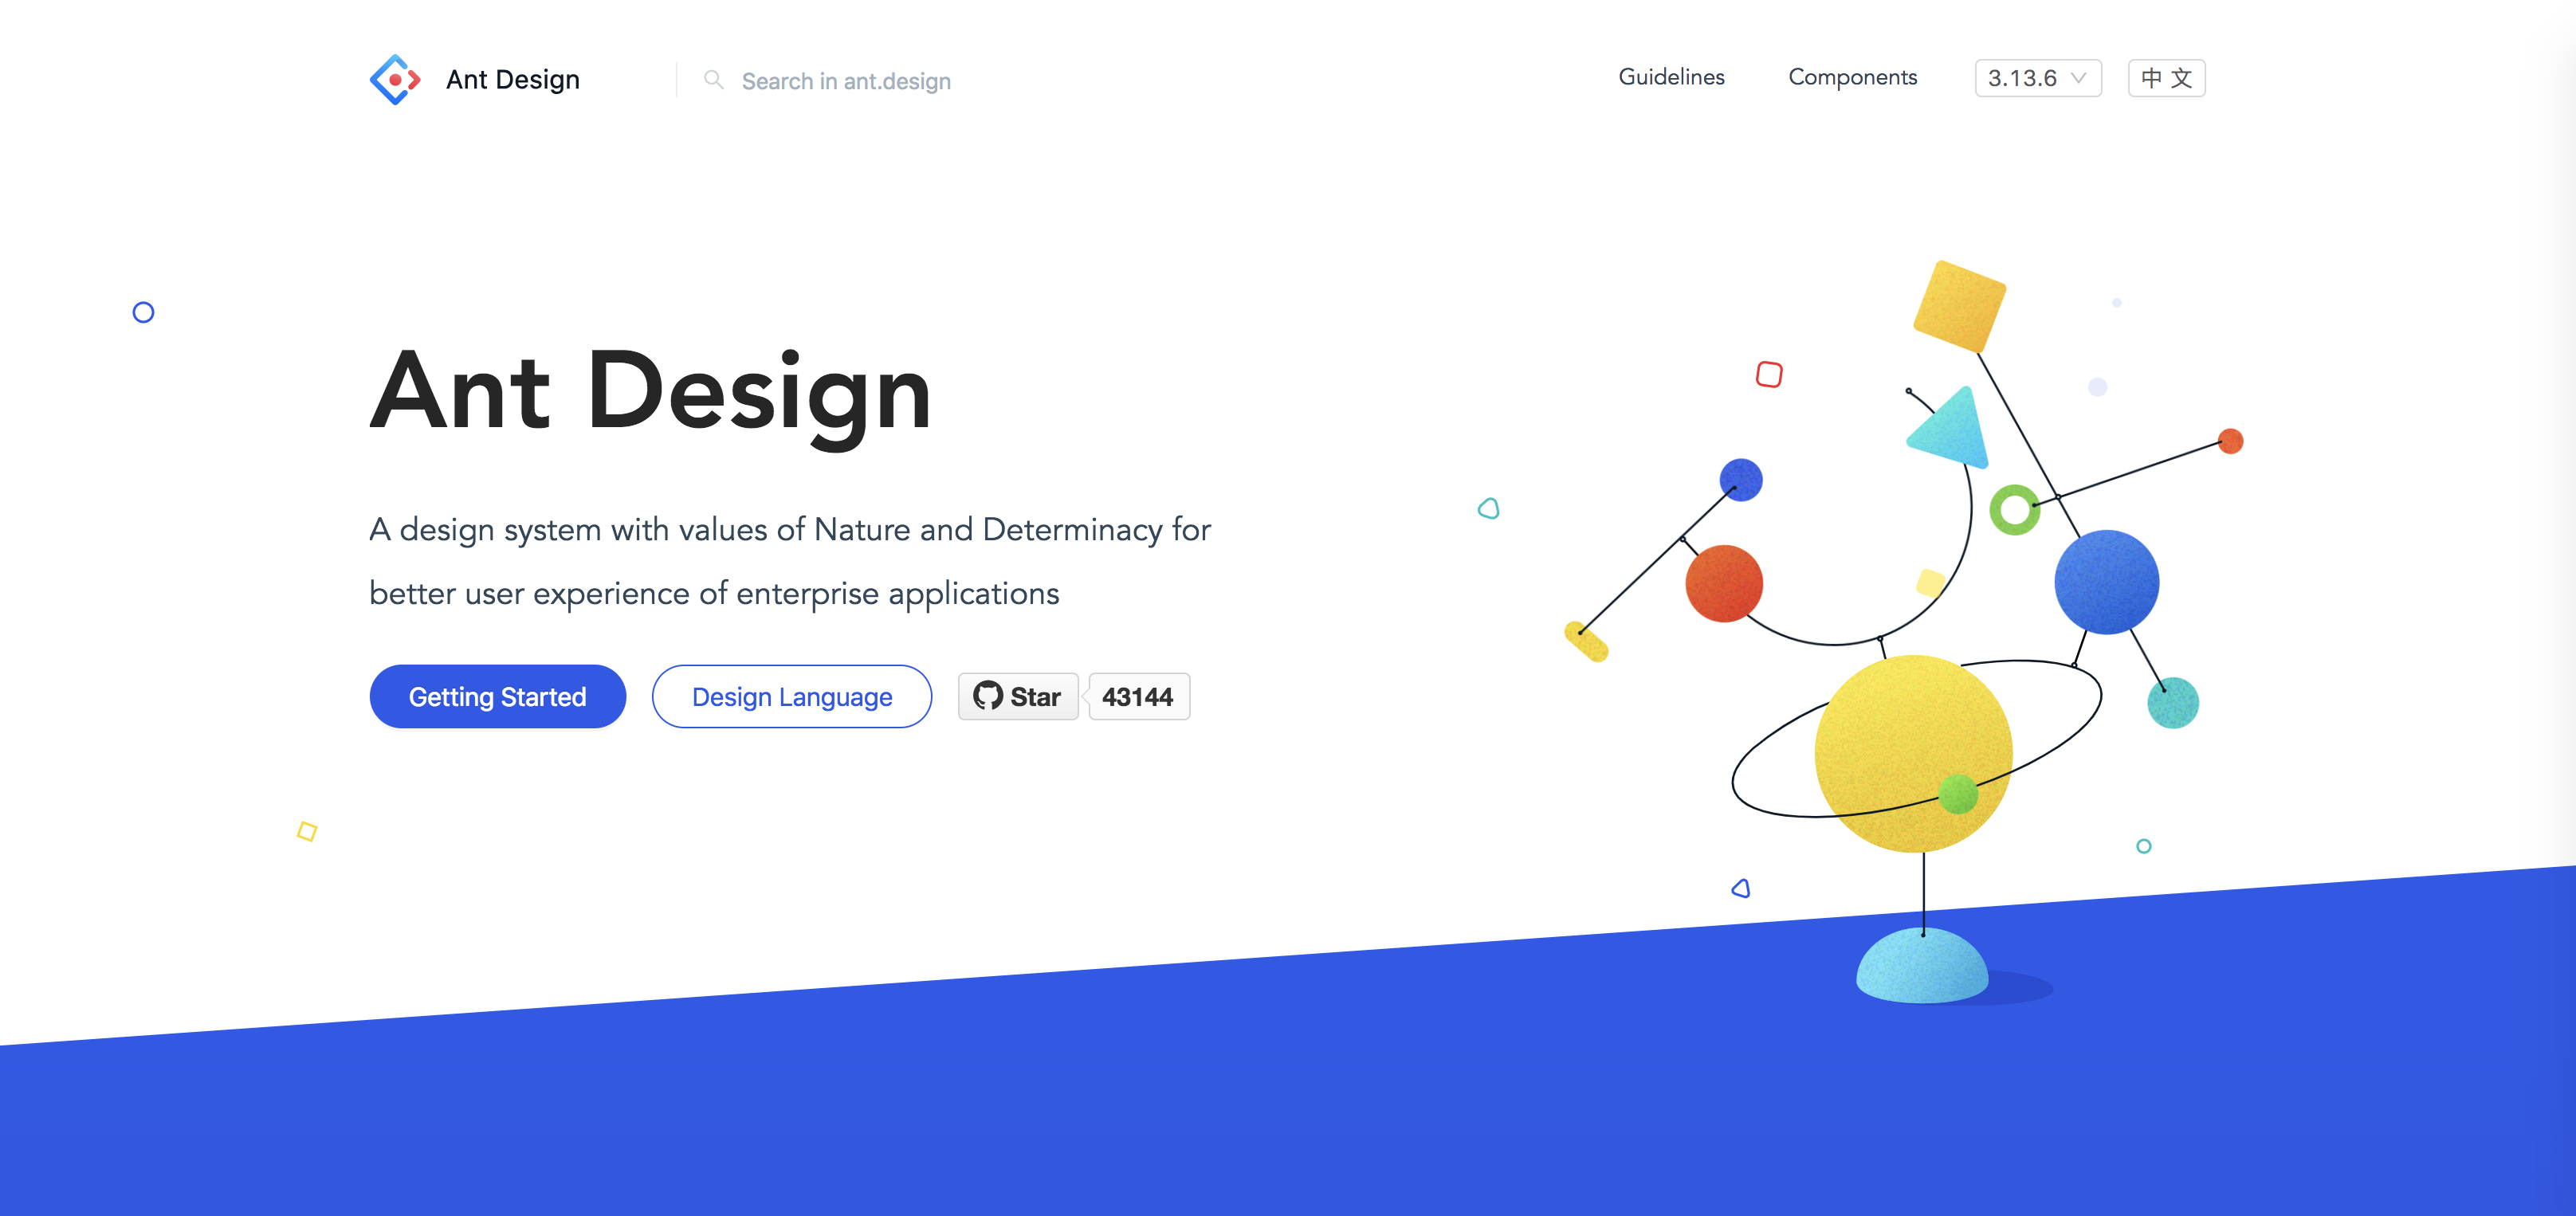 Ant Design
Search in ant.design
Guidelines
Components
3.13.6
中 文
Ant Design
A design system with values of Nature and Determinacy for
better user experience of enterprise applications
Getting Started
Design Language
Star
43144